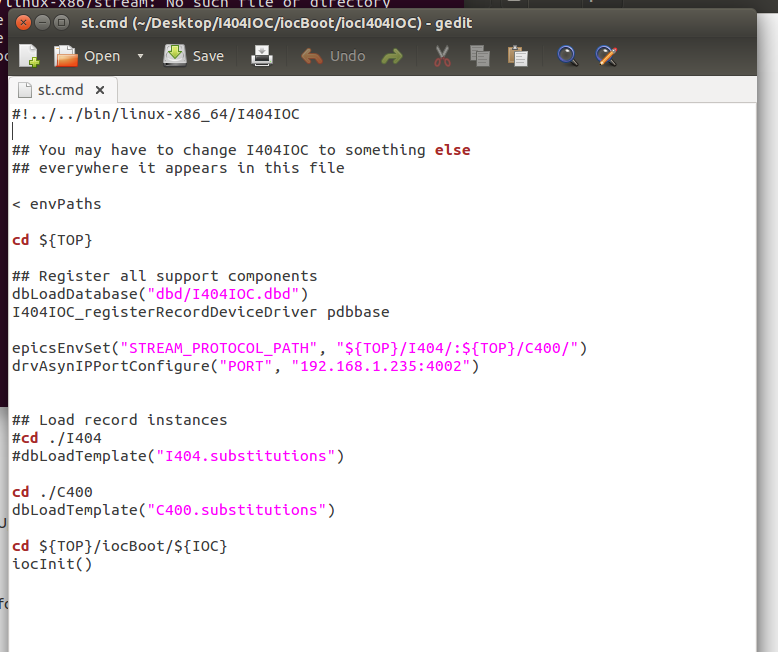 /linux-x86/stream: No such file or directory
st.cmd (~/Desktop/I404IOC/iocBoot/iocI404IOC) - gedit
Open Save Undo
st.cmd
#!../../bin/linux-x86_64/I404IOC
## You may have to change I404IOC to something else
## everywhere it appears in this file
< envPaths
cd ${TOP}
## Register all support components
dbLoadDatabase("dbd/I404IOC.dbd")
I404IOC_registerRecordDeviceDriver pdbbase
epicsEnvSet("STREAM_PROTOCOL_PATH", "${TOP}/I404/:${TOP}/C400/")
drvAsynIPPortConfigure("PORT", "192.168.1.235:4002")
## Load record instances
#cd ./I404
#dbLoadTemplate("I404.substitutions")
cd ./C400
dbLoadTemplate("C400.substitutions")
cd ${TOP}/iocBoot/${IOC}
iocInit()